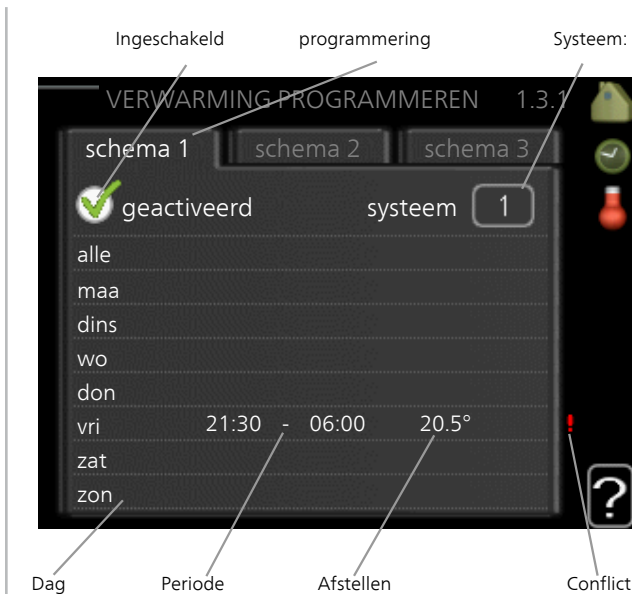 Ingeschakeld programmering Systeem:
VERWARMING PROGRAMMEREN 1.3.1
schema 1 schema 2 schema 3
geactiveerd systeem 1
alle
maa
dins
wo
don
vri 21:30 - 06:00 20.5° !
zat
zon ?
Dag Periode Afstellen Conflict